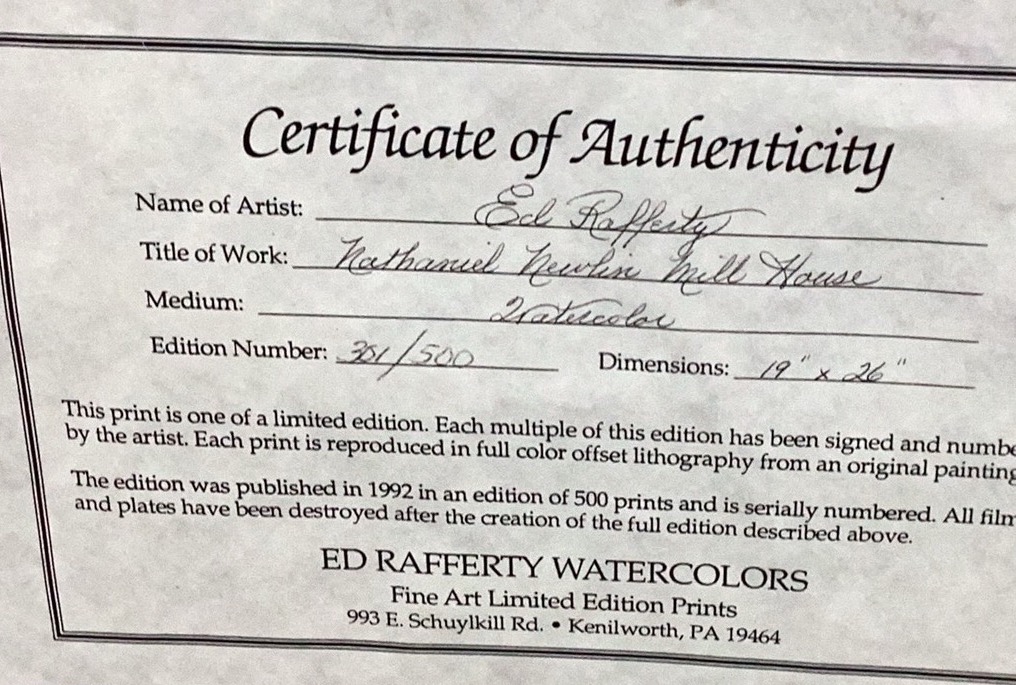 Certificate of Authenticity
Name of Artist: Ed Rafferty
Title of Work: Nathaniel Newlin Mill House
Medium: Watercolor
Edition Number: 301/500 Dimensions: 19" x 26"
This print is one of a limited edition. Each multiple of this edition has been signed and numbe
by the artist. Each print is reproduced in full color offset lithography from an original painting
The edition was published in 1992 in an edition of 500 prints and is serially numbered. All film
and plates have been destroyed after the creation of the full edition described above.
ED RAFFERTY WATERCOLORS
Fine Art Limited Edition Prints
993 E. Schuylkill Rd. • Kenilworth, PA 19464